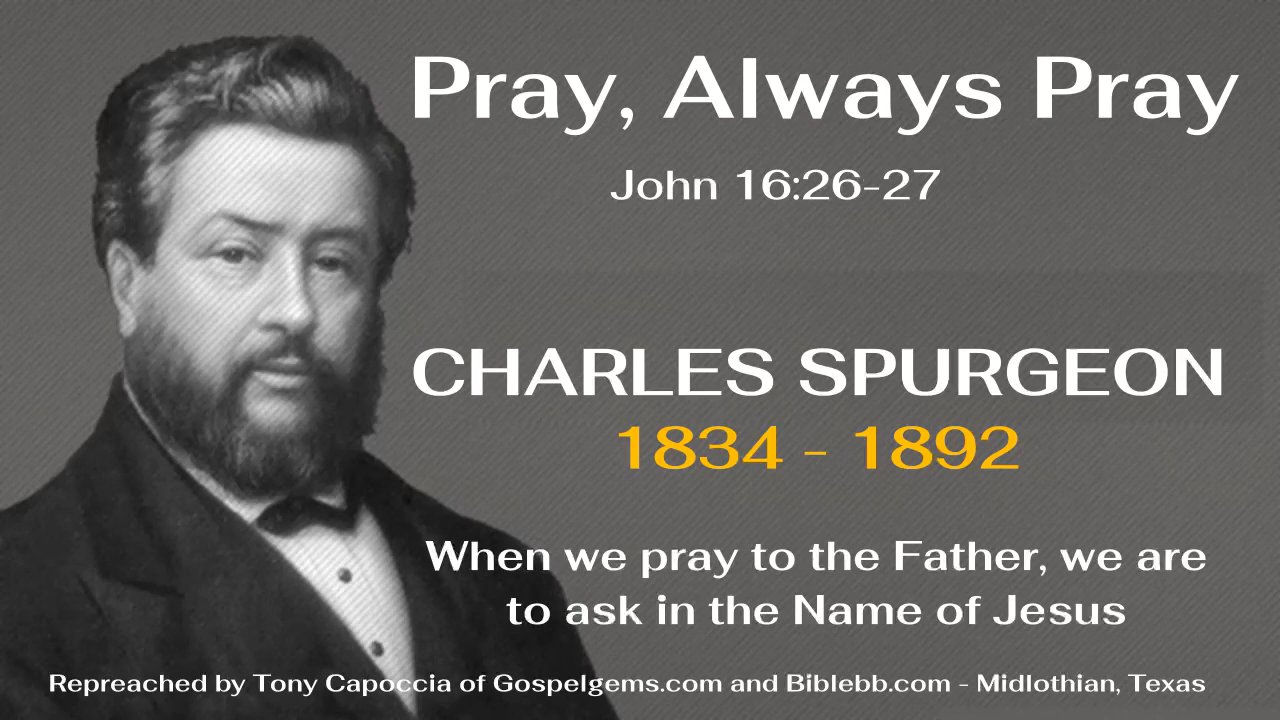 Pray, Always Pray
John 16:26-27
CHARLES SPURGEON
1834 - 1892
When we pray to the Father, we are
to ask in the Name of Jesus
Repreached by Tony Capoccia of Gospelgems.com and Biblebb.com - Midlothian, Texas